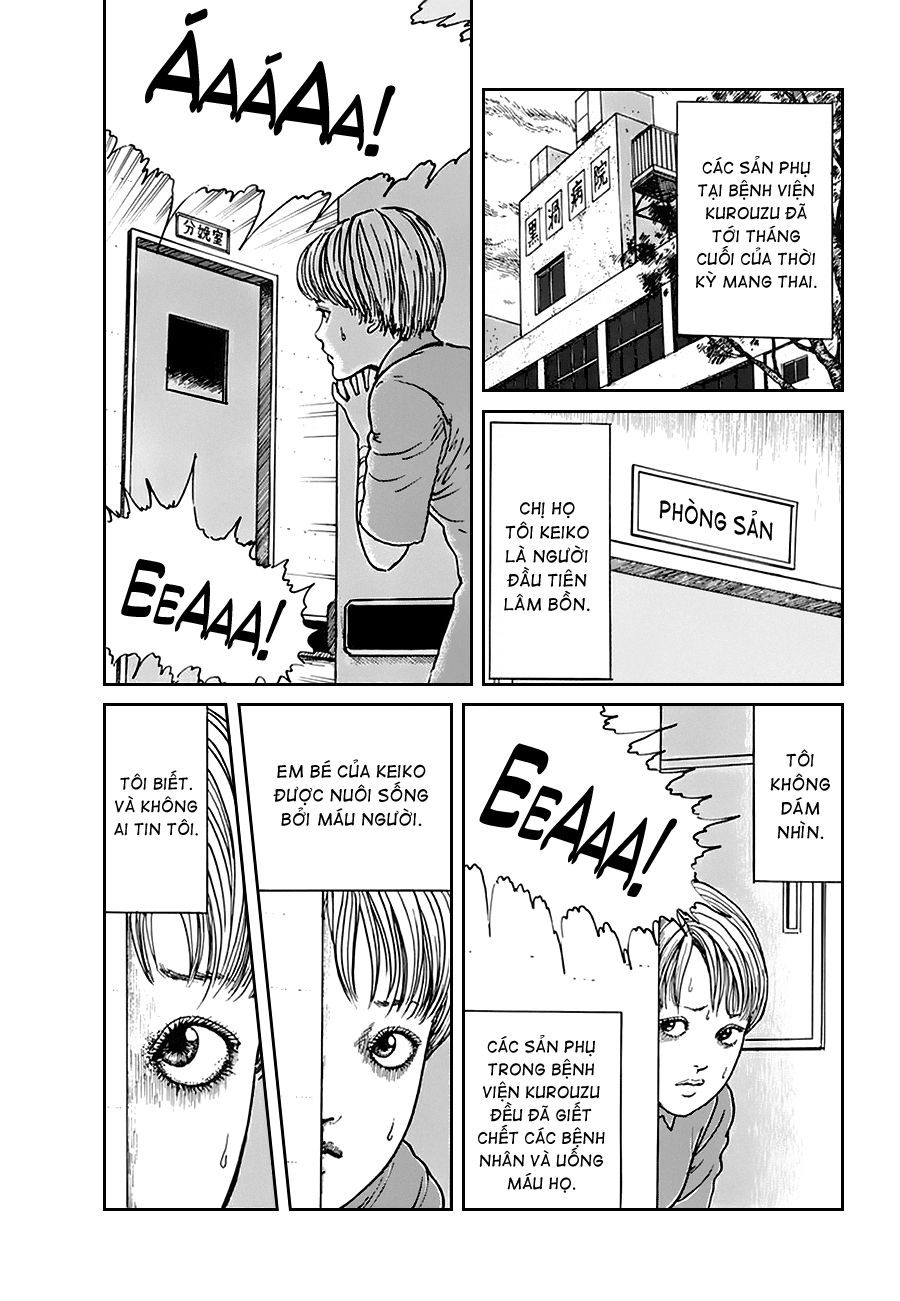 CÁC SẢN PHỤ
TẠI BỆNH VIỆN
KUROUZU ĐÃ
TỚI THÁNG
CUỐI CỦA THỜI
KỲ MANG THAI.
黒渦病院
CHỊ HỌ
TÔI KEIKO
LÀ NGƯỜI
ĐẦU TIÊN
LÂM BỒN.
PHÒNG SẢN
ÁAÁAA!
分娩室
EEAAA!
TÔI
KHÔNG
DÁM
NHÌN.
EEAAA!
CÁC SẢN PHỤ
TRONG BỆNH
VIỆN KUROUZU
ĐỀU ĐÃ GIẾT
CHẾT CÁC BỆNH
NHÂN VÀ UỐNG
MÁU HỌ.
EM BÉ CỦA KEIKO
ĐƯỢC NUÔI SỐNG
BỞI MÁU NGƯỜI.
TÔI BIẾT.
VÀ KHÔNG
AI TIN TÔI.